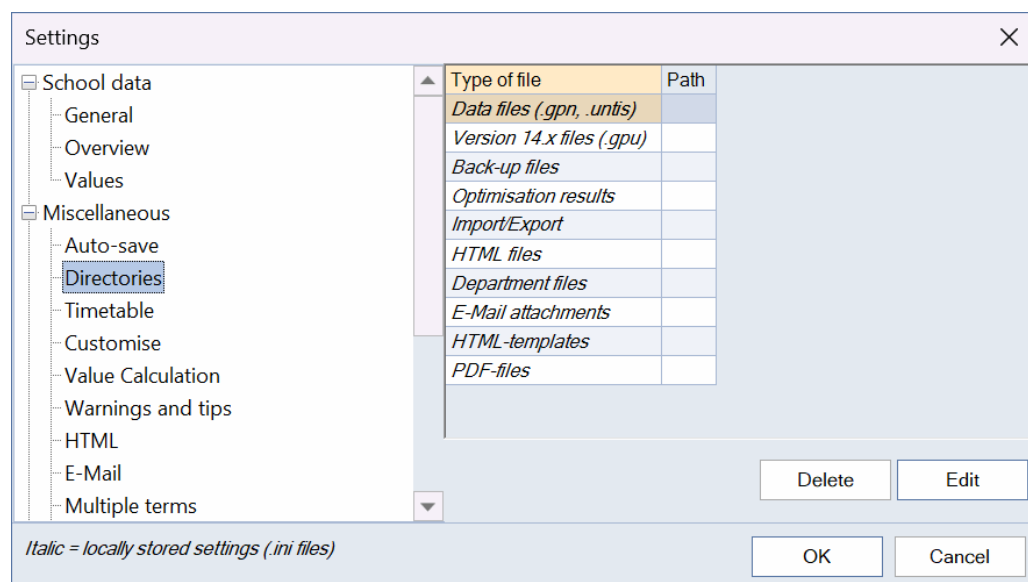 Settings
School data
General
Overview
Values
Miscellaneous
Auto-save
Directories
Timetable
Customise
Value Calculation
Warnings and tips
HTML
E-Mail
Multiple terms
Type of file Path
Data files (.gpn, .untis)
Version 14.x files (.gpu)
Back-up files
Optimisation results
Import/Export
HTML files
Department files
E-Mail attachments
HTML-templates
PDF-files
Delete Edit
Italic = locally stored settings (.ini files)
OK Cancel